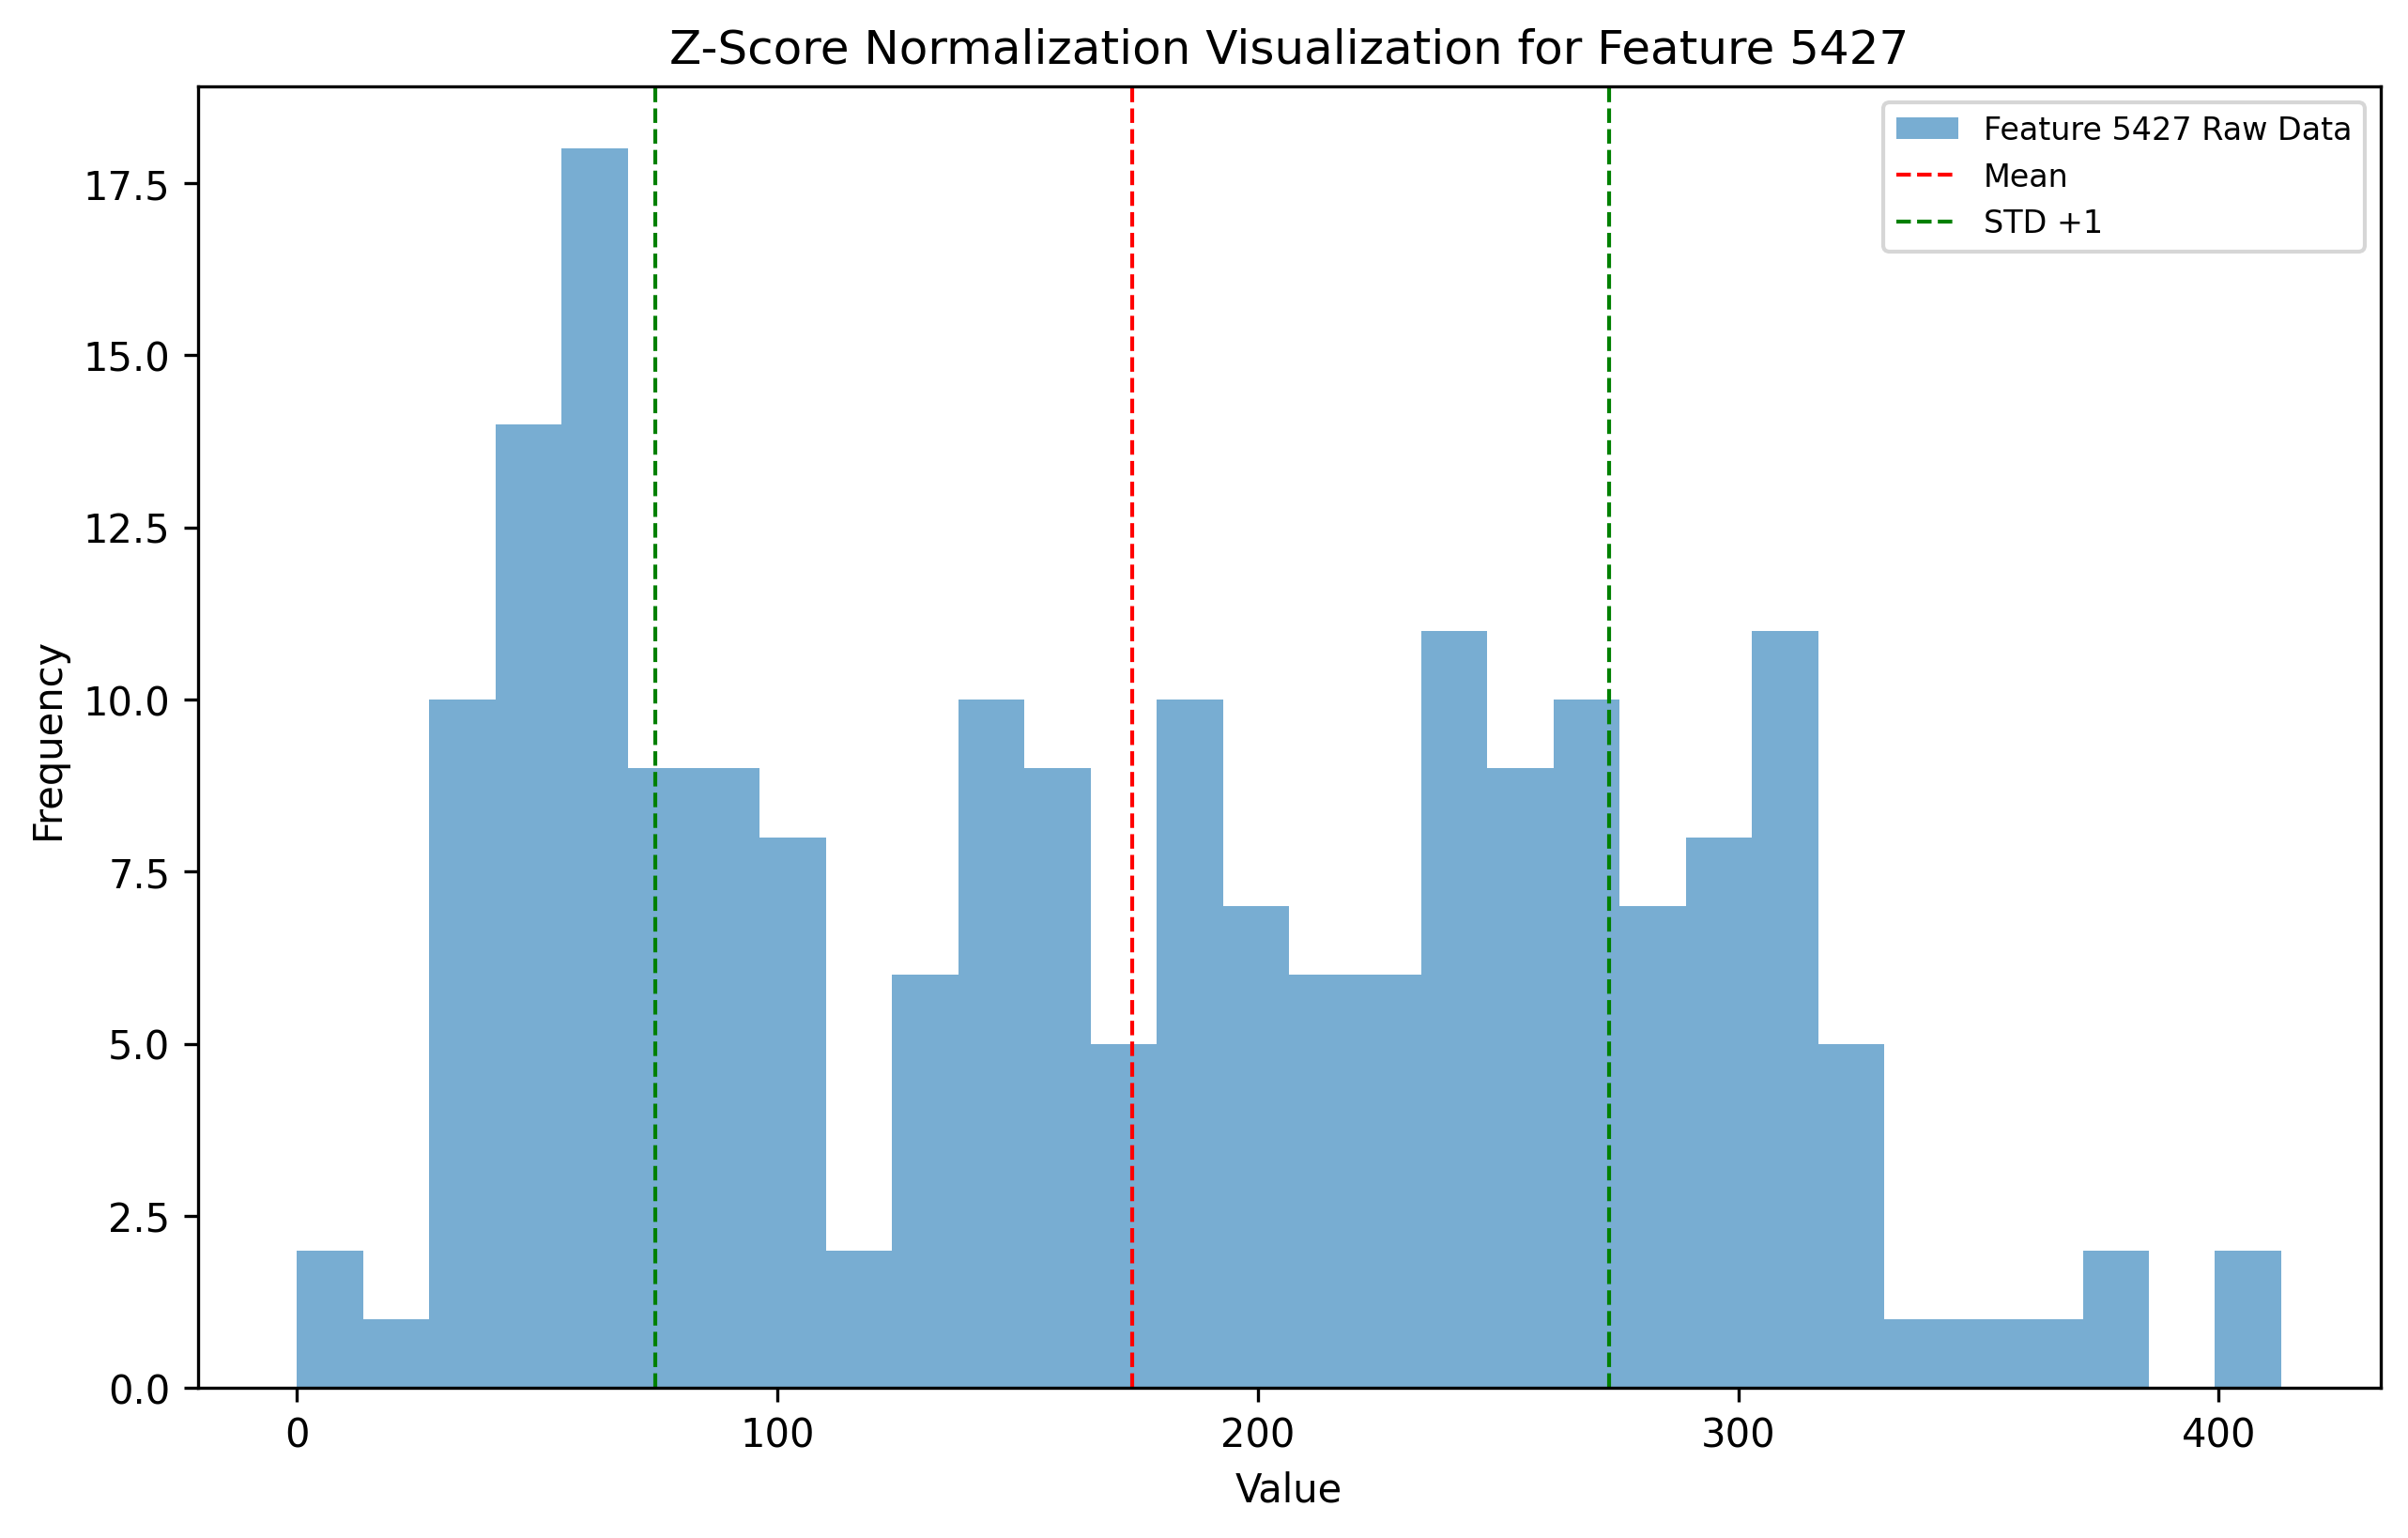 Z-Score Normalization Visualization for Feature 5427
Feature 5427 Raw Data
Mean
STD +1
17.5
15.0
12.5
10.0
7.5
5.0
2.5
0.0
Frequency
0 100 200 300 400
Value